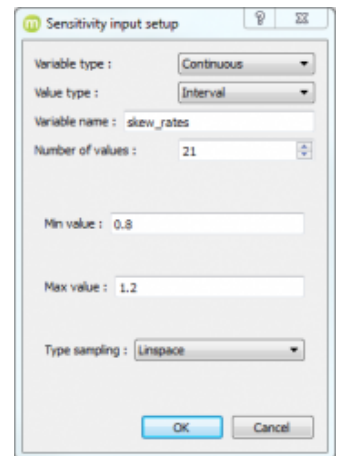 Sensitivity input setup
Variable type : Continuous
Value type : Interval
Variable name : skew_rates
Number of values : 21
Min value : 0.8
Max value : 1.2
Type sampling : Linspace
OK Cancel